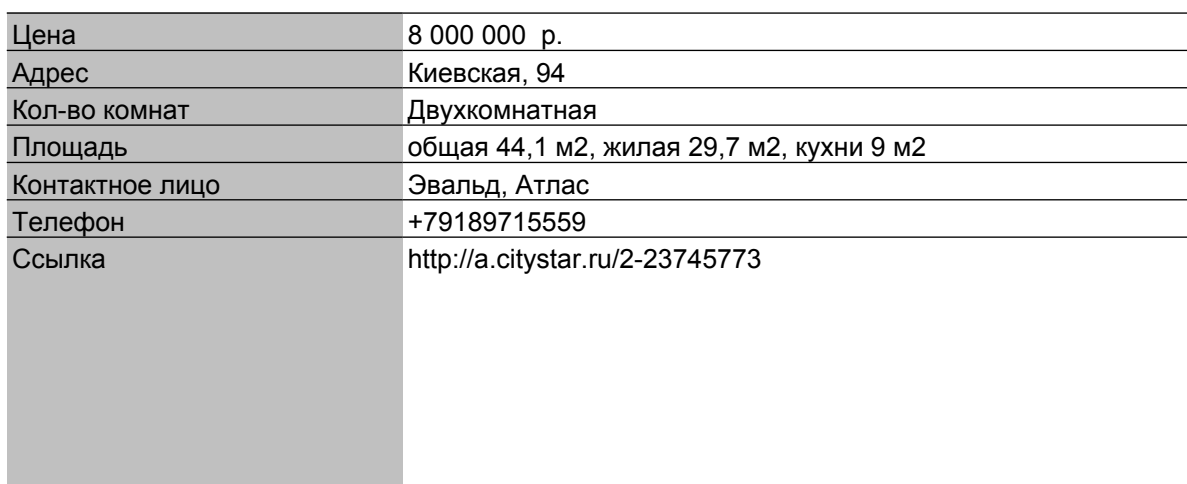 Цена 8 000 000 р.
Адрес Киевская, 94
Кол-во комнат Двухкомнатная
Площадь общая 44,1 м2, жилая 29,7 м2, кухни 9 м2
Контактное лицо Эвальд, Атлас
Телефон +79189715559
Ссылка http://a.citystar.ru/2-23745773